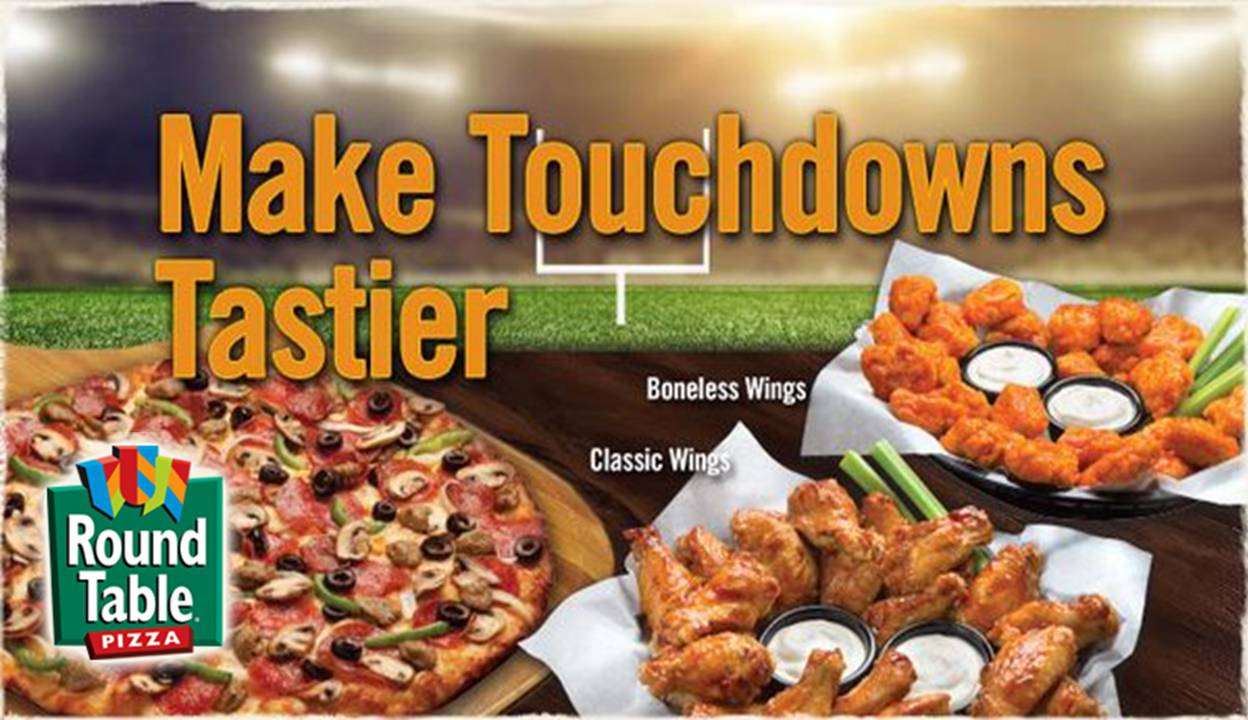 Make Touchdowns
Tastier
Boneless Wings
Classic Wings
Round
Table
PIZZA